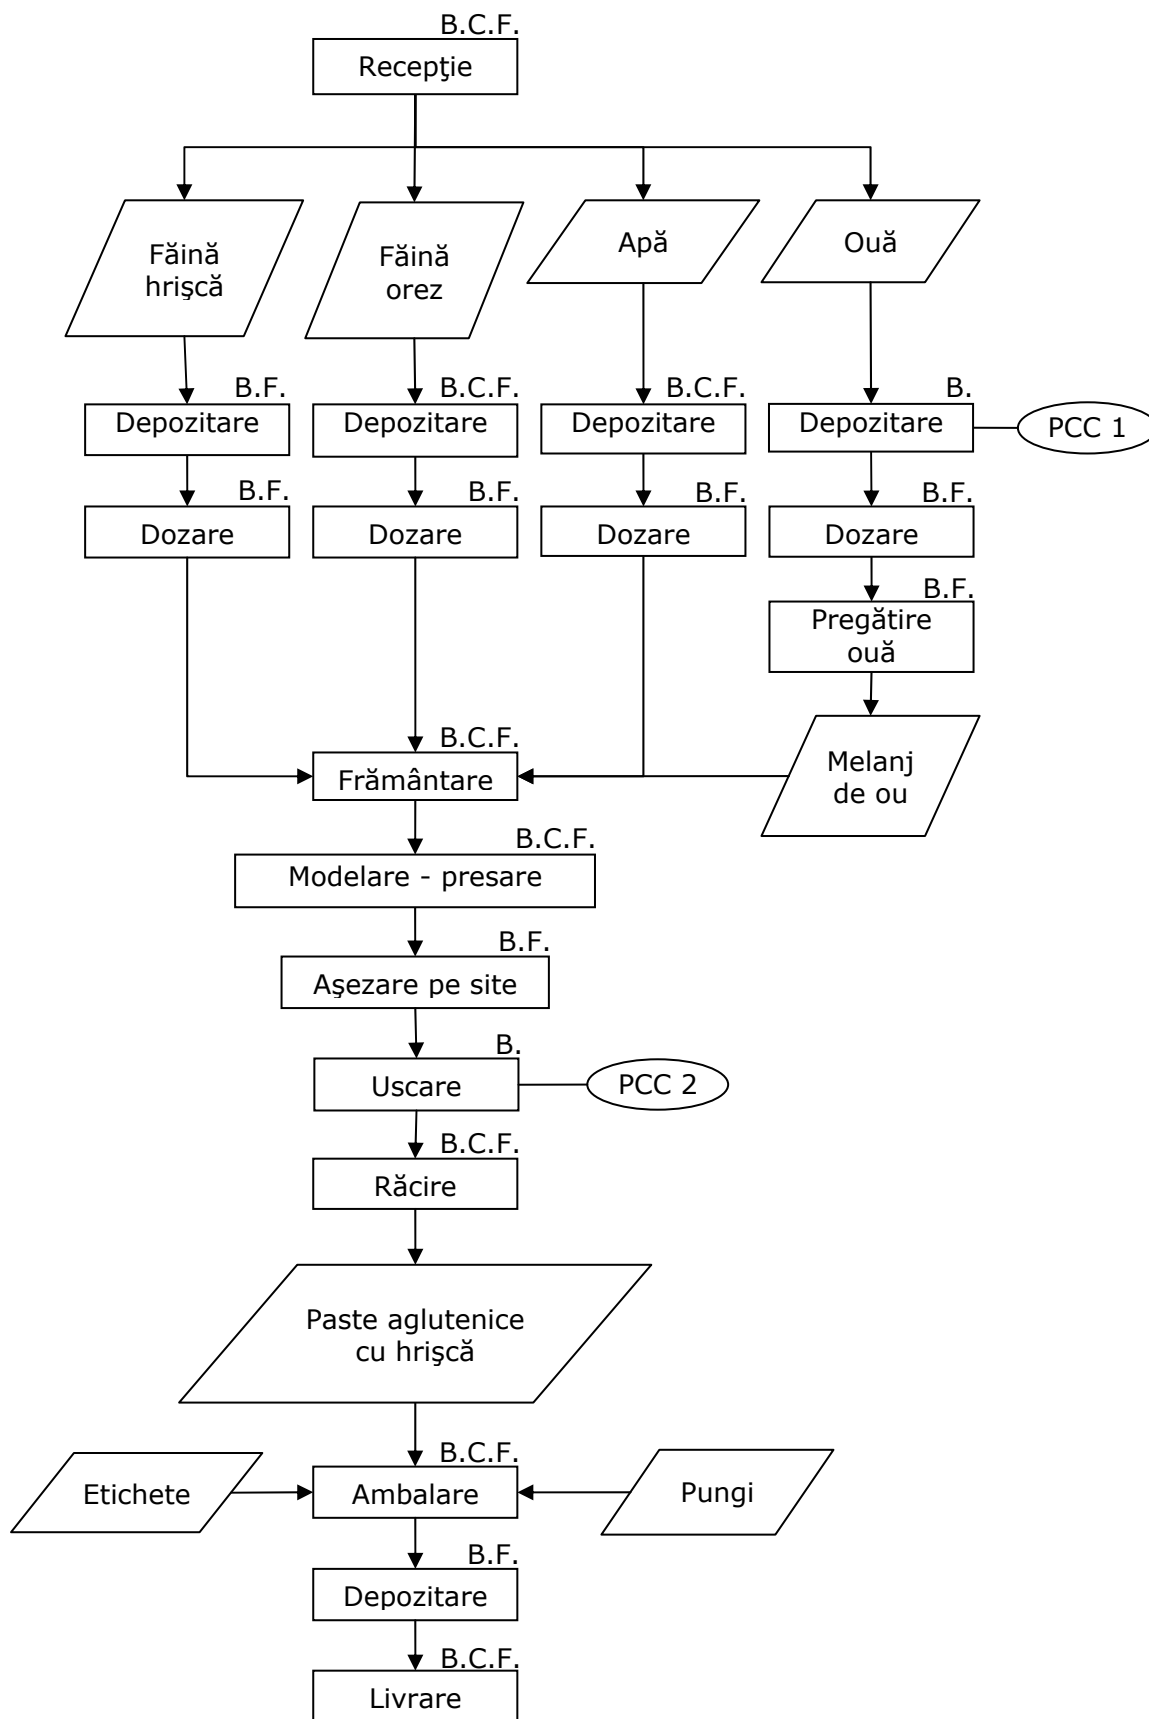 B.C.F.
Recepţie
Făină
hrişcă
Făină
orez
Apă
Ouă
B.F.
Depozitare
B.C.F.
Depozitare
B.C.F.
Depozitare
B.
Depozitare
PCC 1
B.F.
Dozare
B.F.
Dozare
B.F.
Dozare
B.F.
Dozare
B.F.
Pregătire
ouă
Melanj
de ou
B.C.F.
Frământare
B.C.F.
Modelare - presare
B.F.
Aşezare pe site
B.
Uscare
PCC 2
B.C.F.
Răcire
Paste aglutenice
cu hrişcă
Etichete
B.C.F.
Ambalare
Pungi
B.F.
Depozitare
B.C.F.
Livrare